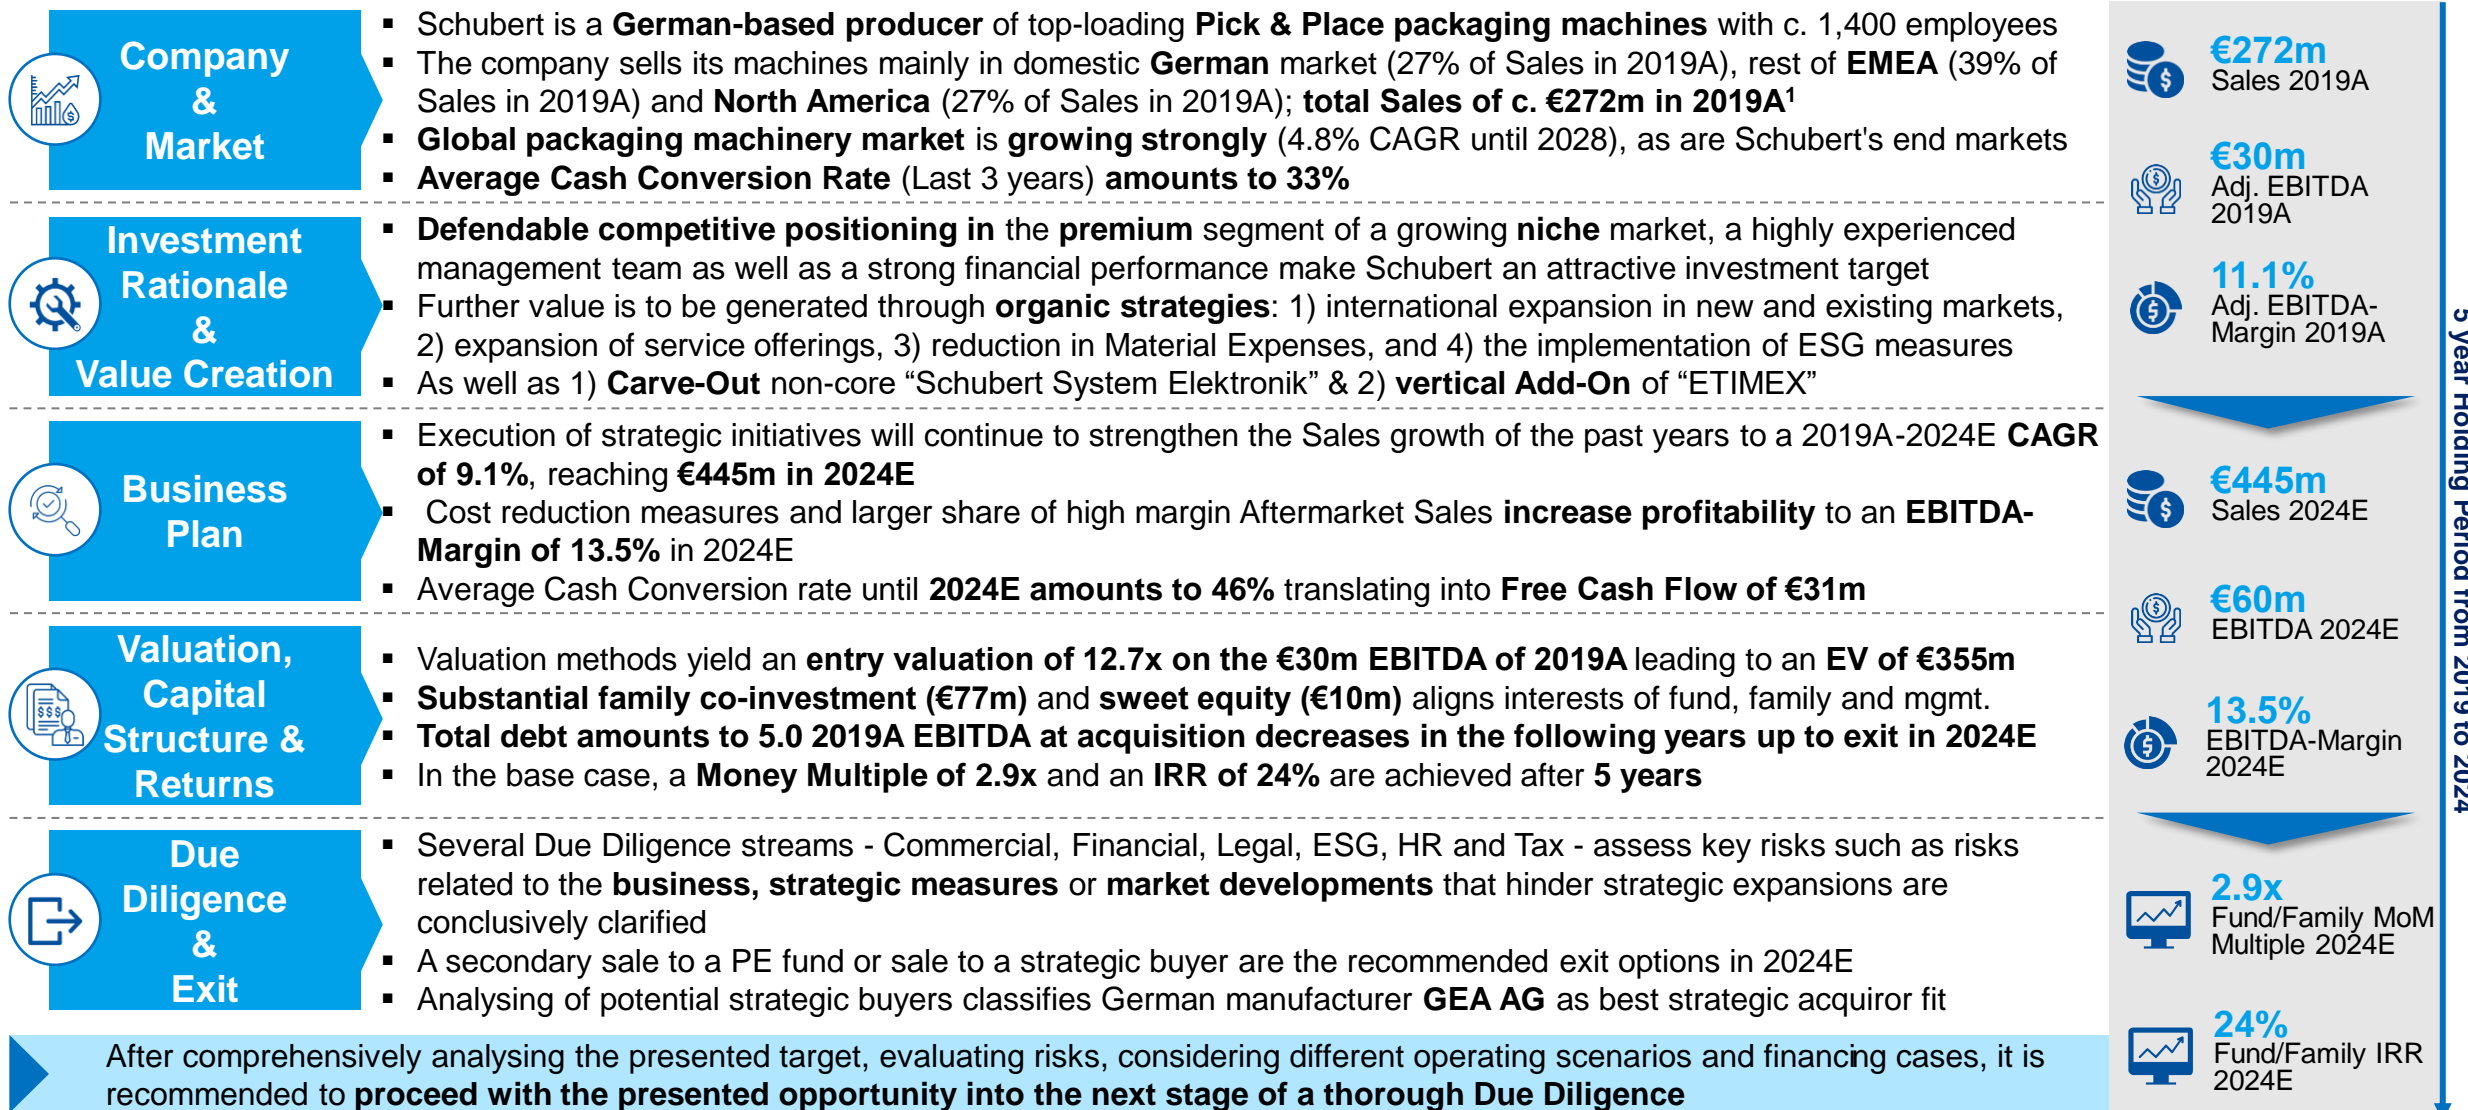 Company
&
Market
▪ Schubert is a German-based producer of top-loading Pick & Place packaging machines with c. 1,400 employees
▪ The company sells its machines mainly in domestic German market (27% of Sales in 2019A), rest of EMEA (39% of
Sales in 2019A) and North America (27% of Sales in 2019A); total Sales of c. €272m in 2019A¹
▪ Global packaging machinery market is growing strongly (4.8% CAGR until 2028), as are Schubert's end markets
▪ Average Cash Conversion Rate (Last 3 years) amounts to 33%
Investment
Rationale
&
Value Creation
▪ Defendable competitive positioning in the premium segment of a growing niche market, a highly experienced
management team as well as a strong financial performance make Schubert an attractive investment target
▪ Further value is to be generated through organic strategies: 1) international expansion in new and existing markets,
2) expansion of service offerings, 3) reduction in Material Expenses, and 4) the implementation of ESG measures
▪ As well as 1) Carve-Out non-core “Schubert System Elektronik” & 2) vertical Add-On of “ETIMEX”
Business
Plan
▪ Execution of strategic initiatives will continue to strengthen the Sales growth of the past years to a 2019A-2024E CAGR
of 9.1%, reaching €445m in 2024E
▪ Cost reduction measures and larger share of high margin Aftermarket Sales increase profitability to an EBITDA-
Margin of 13.5% in 2024E
▪ Average Cash Conversion rate until 2024E amounts to 46% translating into Free Cash Flow of €31m
Valuation,
Capital
Structure &
Returns
$$$
▪ Valuation methods yield an entry valuation of 12.7x on the €30m EBITDA of 2019A leading to an EV of €355m
▪ Substantial family co-investment (€77m) and sweet equity (€10m) aligns interests of fund, family and mgmt.
▪ Total debt amounts to 5.0 2019A EBITDA at acquisition decreases in the following years up to exit in 2024E
▪ In the base case, a Money Multiple of 2.9x and an IRR of 24% are achieved after 5 years
Due
Diligence
&
Exit
▪ Several Due Diligence streams - Commercial, Financial, Legal, ESG, HR and Tax - assess key risks such as risks
related to the business, strategic measures or market developments that hinder strategic expansions are
conclusively clarified
▪ A secondary sale to a PE fund or sale to a strategic buyer are the recommended exit options in 2024E
▪ Analysing of potential strategic buyers classifies German manufacturer GEA AG as best strategic acquiror fit
After comprehensively analysing the presented target, evaluating risks, considering different operating scenarios and financing cases, it is
recommended to proceed with the presented opportunity into the next stage of a thorough Due Diligence
€272m
Sales 2019A
€30m
Adj. EBITDA
2019A
11.1%
Adj. EBITDA-
Margin 2019A
€445m
Sales 2024E
€60m
EBITDA 2024E
13.5%
EBITDA-Margin
2024E
2.9x
Fund/Family MoM
Multiple 2024E
24%
Fund/Family IRR
2024E
5 year Holding Period from 2019 to 2024